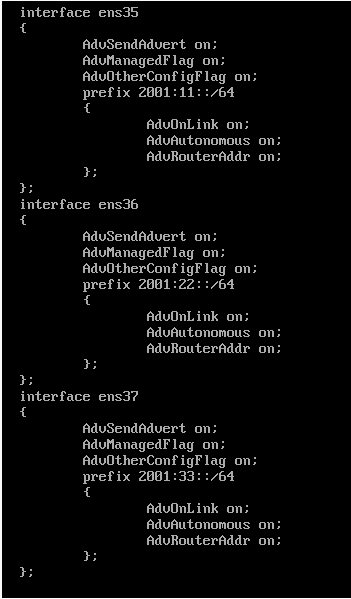 interface ens35
{
AdvSendAdvert on;
AdvManagedFlag on;
AdvOtherConfigFlag on;
prefix 2001:11::/64
{
AdvOnLink on;
AdvAutonomous on;
AdvRouterAddr on;
};
};
interface ens36
{
AdvSendAdvert on;
AdvManagedFlag on;
AdvOtherConfigFlag on;
prefix 2001:22::/64
{
AdvOnLink on;
AdvAutonomous on;
AdvRouterAddr on;
};
};
interface ens37
{
AdvSendAdvert on;
AdvManagedFlag on;
AdvOtherConfigFlag on;
prefix 2001:33::/64
{
AdvOnLink on;
AdvAutonomous on;
AdvRouterAddr on;
};
};